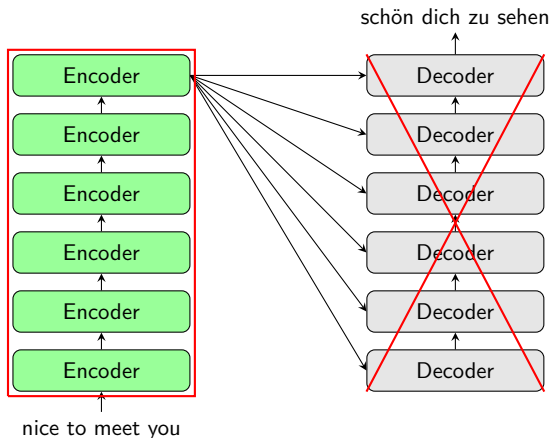 schön dich zu sehen
Encoder
Decoder
Encoder
Decoder
Encoder
Decoder
Encoder
Decoder
Encoder
Decoder
Encoder
Decoder
nice to meet you